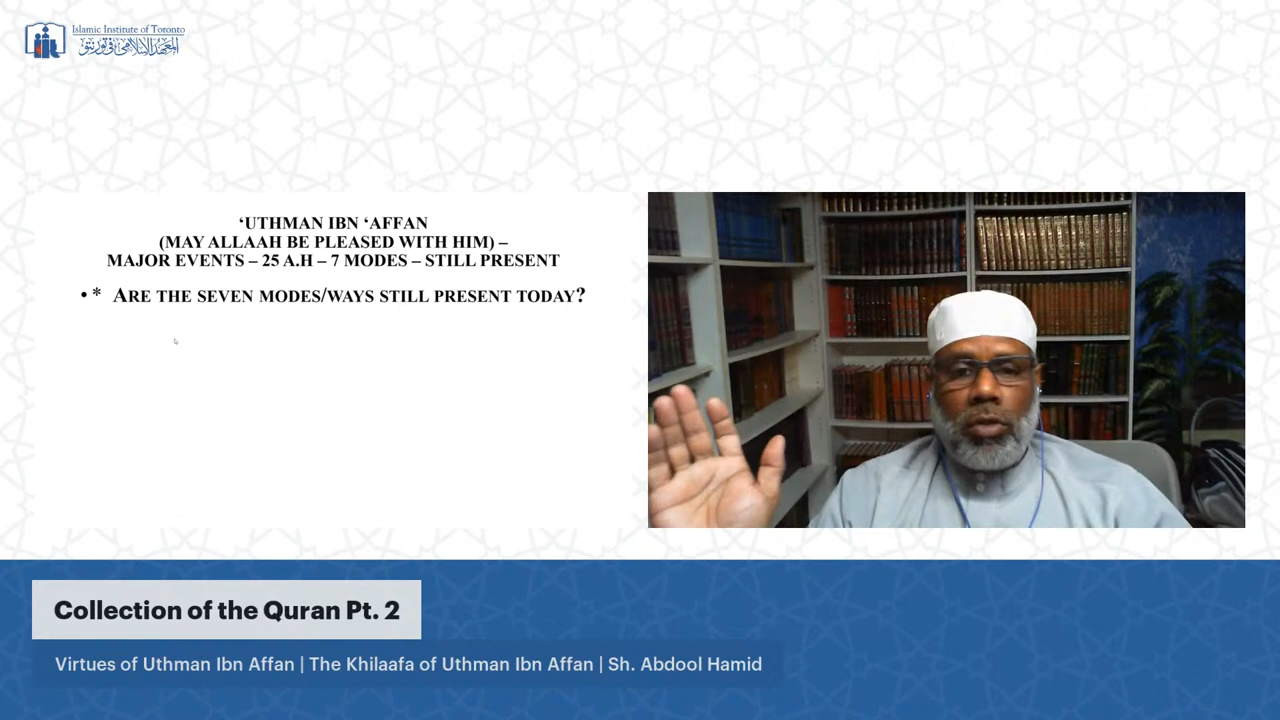 Islamic Institute of Toronto
المعهد الإسلامي في تورنتو
‘UTHMAN IBN ‘AFFAN
(MAY ALLAAH BE PLEASED WITH HIM) –
MAJOR EVENTS – 25 A.H – 7 MODES – STILL PRESENT
• * ARE THE SEVEN MODES/WAYS STILL PRESENT TODAY?
Collection of the Quran Pt. 2
Virtues of Uthman Ibn Affan | The Khilaafa of Uthman Ibn Affan | Sh. Abdool Hamid